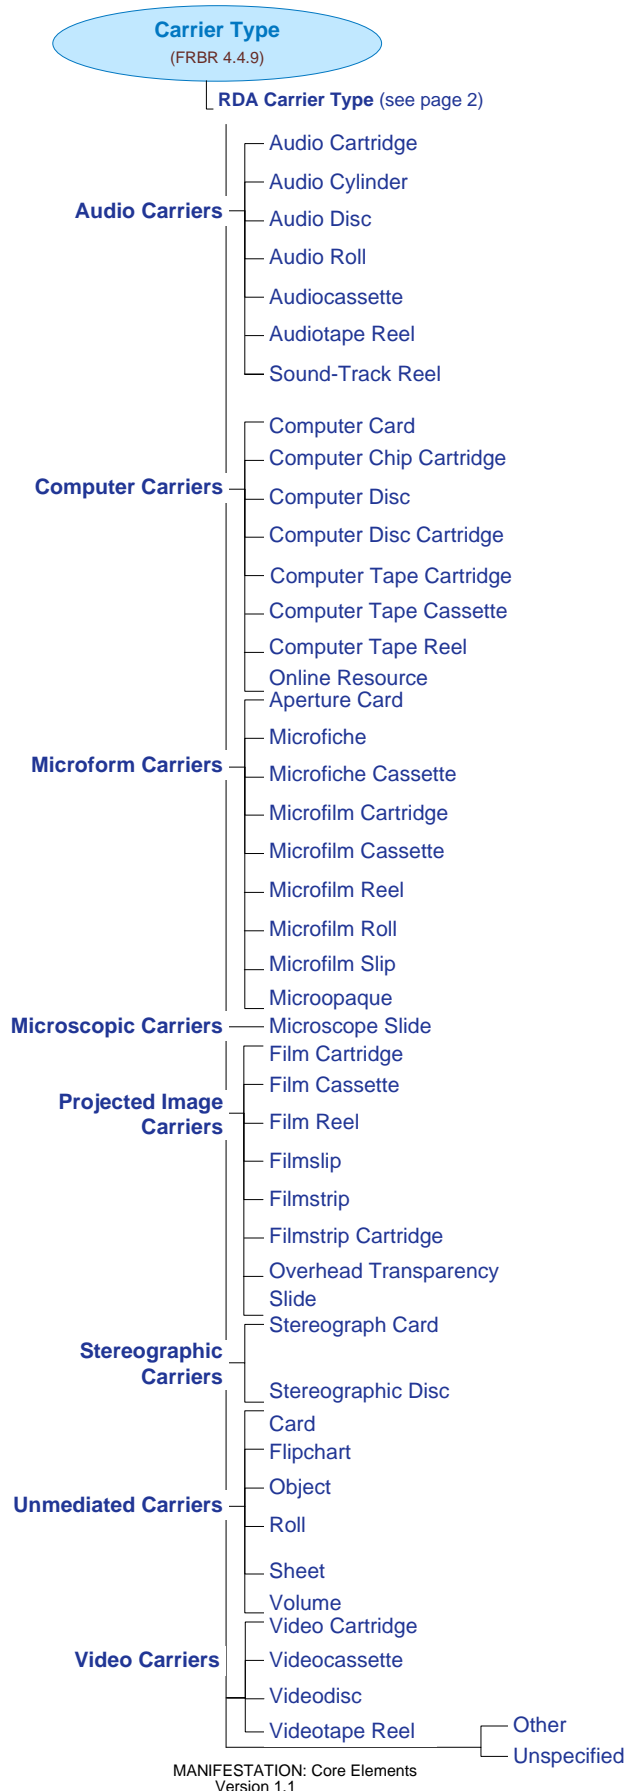 Carrier Type
(FRBR 4.4.9)
RDA Carrier Type (see page 2)
Audio Carriers
Audio Cartridge
Audio Cylinder
Audio Disc
Audio Roll
Audiocassette
Audiotape Reel
Sound-Track Reel
Computer Carriers
Computer Card
Computer Chip Cartridge
Computer Disc
Computer Disc Cartridge
Computer Tape Cartridge
Computer Tape Cassette
Computer Tape Reel
Online Resource
Microform Carriers
Aperture Card
Microfiche
Microfiche Cassette
Microfilm Cartridge
Microfilm Cassette
Microfilm Reel
Microfilm Roll
Microfilm Slip
Microopaque
Microscopic Carriers
Microscope Slide
Projected Image
Carriers
Film Cartridge
Film Cassette
Film Reel
Filmslip
Filmstrip
Filmstrip Cartridge
Overhead Transparency
Slide
Stereographic
Carriers
Stereograph Card
Stereographic Disc
Unmediated Carriers
Card
Flipchart
Object
Roll
Sheet
Volume
Video Carriers
Video Cartridge
Videocassette
Videodisc
Videotape Reel
Other
Unspecified
MANIFESTATION: Core Elements
Version 1.1